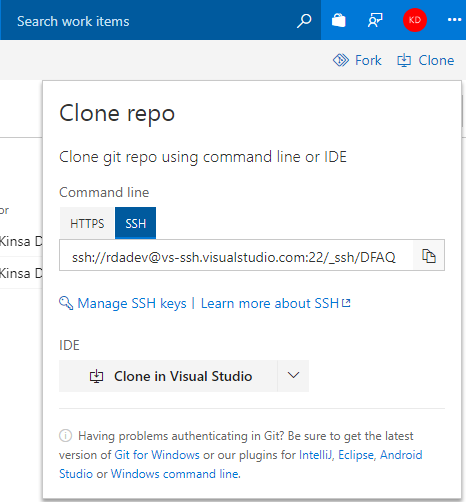 Search work items
KD
Fork
Clone
Clone repo
Clone git repo using command line or IDE
or
Command line
HTTPS
SSH
Kinsa D
ssh://rdadev@vs-ssh.visualstudio.com:22/_ssh/DFAQ
Kinsa D
Manage SSH keys | Learn more about SSH
IDE
Clone in Visual Studio
Having problems authenticating in Git? Be sure to get the latest
version of Git for Windows or our plugins for IntelliJ, Eclipse, Android
Studio or Windows command line.